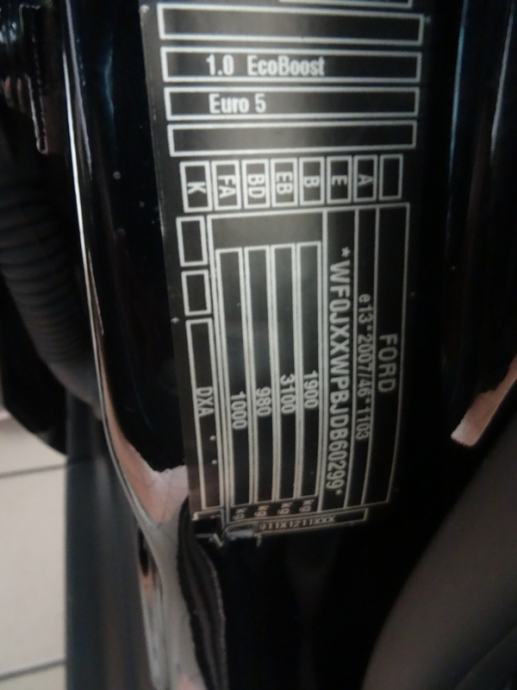 1.0 EcoBoost
Euro 5
K FA BD EB B E A
FORD
e13*2007/46*1103
*WF0JXXWPBJDB60299*
1900 kg
3100 kg
980 kg
1000 kg
DXA